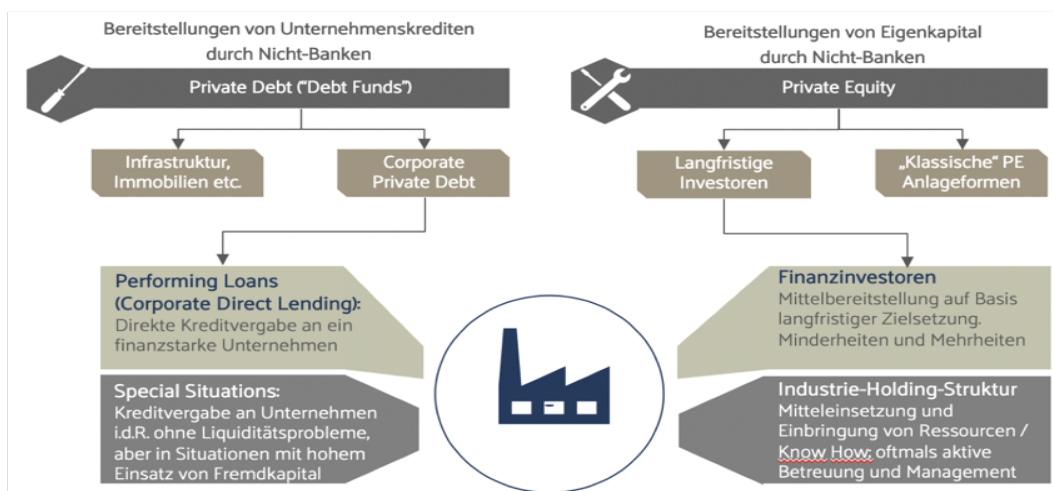 Bereitstellungen von Unternehmenskrediten
durch Nicht-Banken
Private Debt ("Debt Funds")
Infrastruktur,
Immobilien etc.
Corporate
Private Debt
Performing Loans
(Corporate Direct Lending):
Direkte Kreditvergabe an ein
finanzstarke Unternehmen
Special Situations:
Kreditvergabe an Unternehmen
i.d.R. ohne Liquiditätsprobleme,
aber in Situationen mit hohem
Einsatz von Fremdkapital
Bereitstellungen von Eigenkapital
durch Nicht-Banken
Private Equity
Langfristige
Investoren
„Klassische“ PE
Anlageformen
Finanzinvestoren
Mittelbereitstellung auf Basis
langfristiger Zielsetzung.
Minderheiten und Mehrheiten
Industrie-Holding-Struktur
Mitteleinsetzung und
Einbringung von Ressourcen /
Know How; oftmals aktive
Betreuung und Management